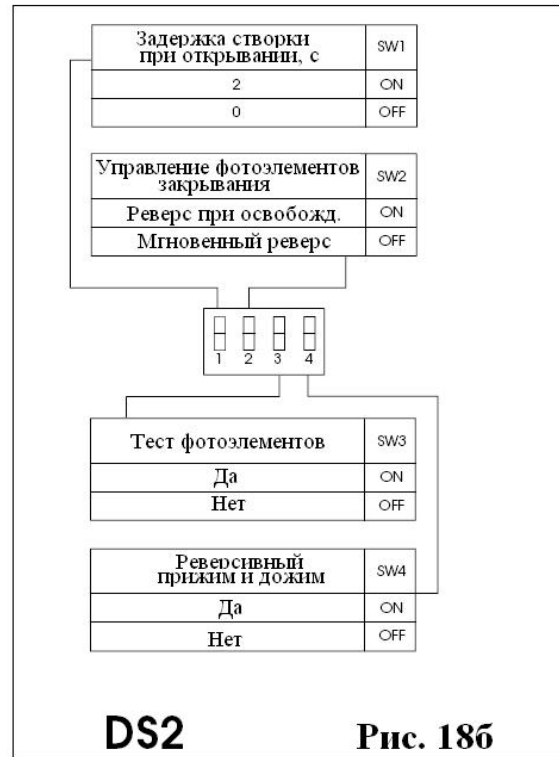 Задержка створки
при открывании, с
SW1
2
ON
0
OFF
Управление фотоэлементов
закрывания
SW2
Реверс при освобожд.
ON
Мгновенный реверс
OFF
1 2 3 4
Тест фотоэлементов
SW3
Да
ON
Нет
OFF
Реверсивный
прижим и дожим
SW4
Да
ON
Нет
OFF
DS2
Рис. 18б